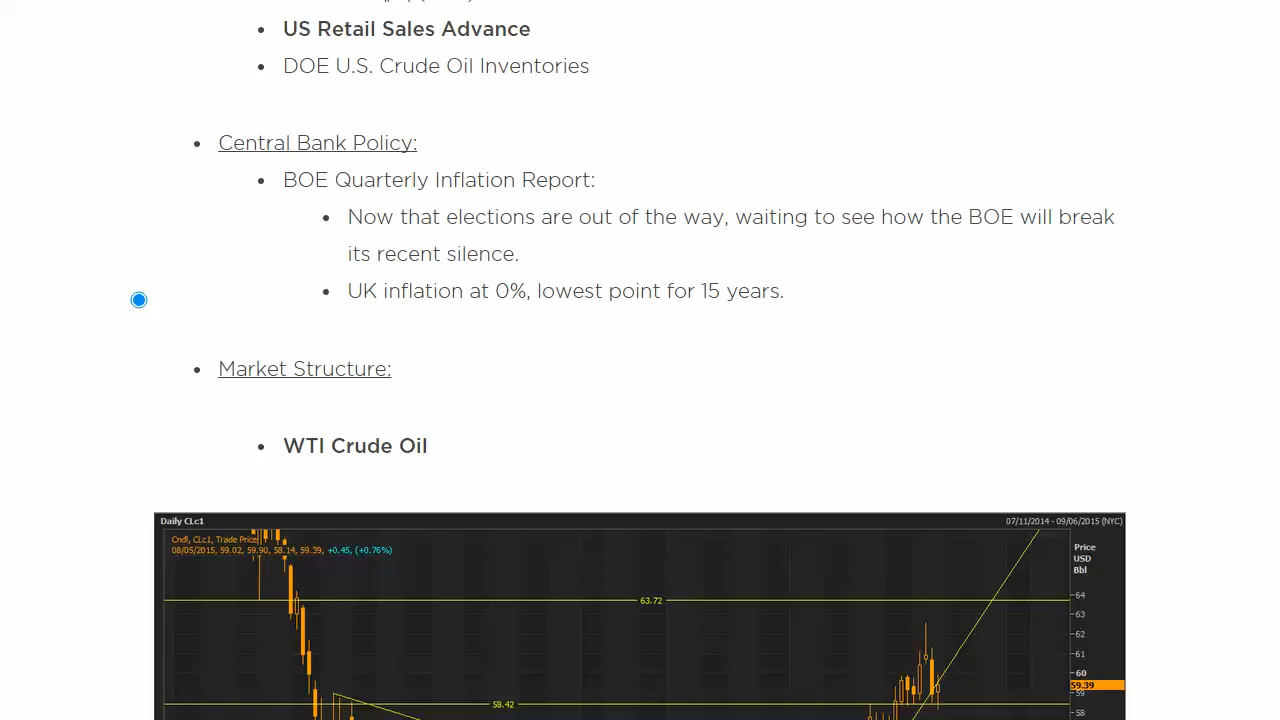 US Retail Sales Advance
DOE U.S. Crude Oil Inventories
Central Bank Policy:
BOE Quarterly Inflation Report:
Now that elections are out of the way, waiting to see how the BOE will break
its recent silence.
UK inflation at 0%, lowest point for 15 years.
Market Structure:
WTI Crude Oil
Daily CLc1
07/11/2014 - 09/06/2015 (NYC)
Cndl, CLc1, Trade Price
08/05/2015, 59.02, 59.90, 58.14, 59.39, +0.45, (+0.76%)
Price
USD
Bbl
64
63.72
63
62
61
60
59.39
59
58.42
58